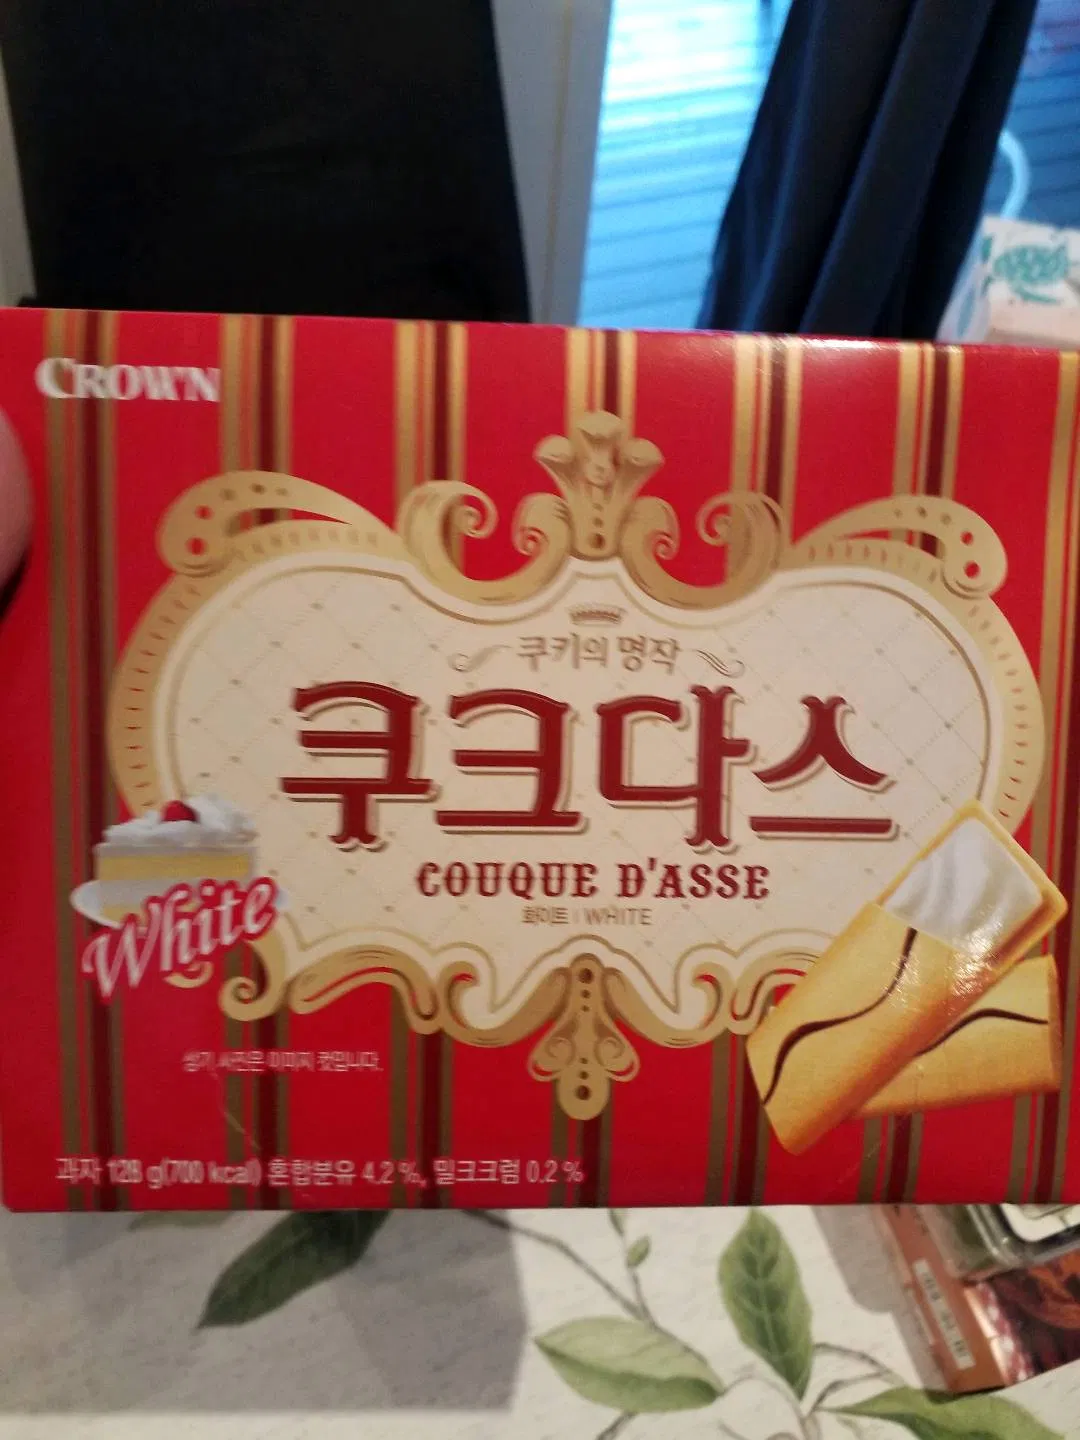 CROWN
쿠키의 명작
쿠크다스
COUQUE D'ASSE
화이트 | WHITE
White
상기 사진은 이미지 컷입니다.
과자 128 g(700 kcal) 혼합분유 4.2 %, 밀크크림 0.2 %